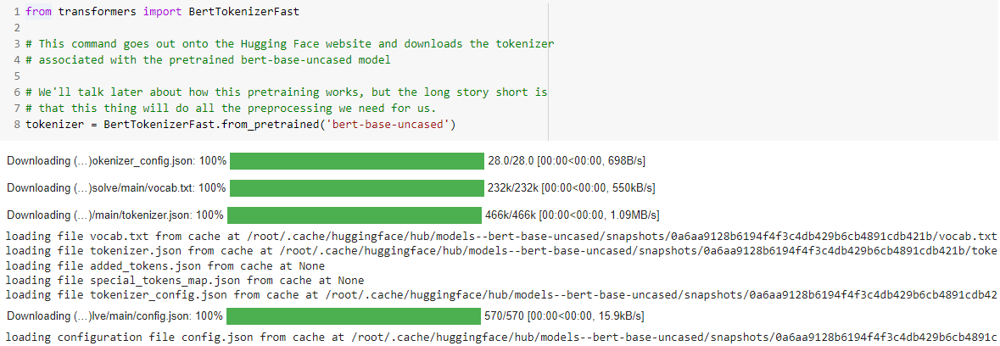 1 from transformers import BertTokenizerFast
2
3 # This command goes out onto the Hugging Face website and downloads the tokenizer
4 # associated with the pretrained bert-base-uncased model
5
6 # We'll talk later about how this pretraining works, but the long story short is
7 # that this thing will do all the preprocessing we need for us.
8 tokenizer = BertTokenizerFast.from_pretrained('bert-base-uncased')
Downloading (…)okenizer_config.json: 100% 28.0/28.0 [00:00<00:00, 698B/s]
Downloading (…)solve/main/vocab.txt: 100% 232k/232k [00:00<00:00, 550kB/s]
Downloading (…)/main/tokenizer.json: 100% 466k/466k [00:00<00:00, 1.09MB/s]
loading file vocab.txt from cache at /root/.cache/huggingface/hub/models--bert-base-uncased/snapshots/0a6aa9128b6194f4f3c4db429b6cb4891cdb421b/vocab.txt
loading file tokenizer.json from cache at /root/.cache/huggingface/hub/models--bert-base-uncased/snapshots/0a6aa9128b6194f4f3c4db429b6cb4891cdb421b/toke
loading file added_tokens.json from cache at None
loading file special_tokens_map.json from cache at None
loading file tokenizer_config.json from cache at /root/.cache/huggingface/hub/models--bert-base-uncased/snapshots/0a6aa9128b6194f4f3c4db429b6cb4891cdb42
Downloading (…)lve/main/config.json: 100% 570/570 [00:00<00:00, 15.9kB/s]
loading configuration file config.json from cache at /root/.cache/huggingface/hub/models--bert-base-uncased/snapshots/0a6aa9128b6194f4f3c4db429b6cb4891c